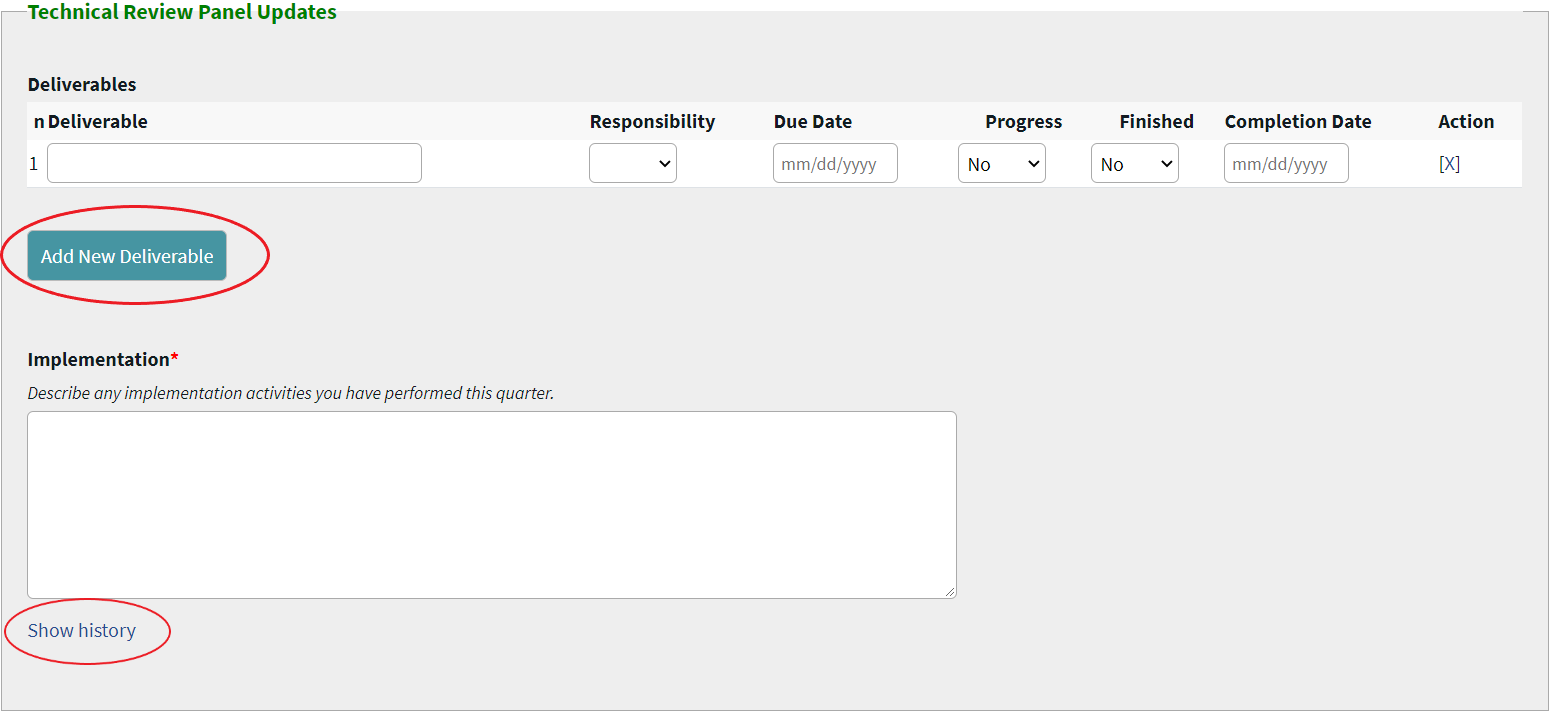 Technical Review Panel Updates
Deliverables
n Deliverable Responsibility Due Date Progress Finished Completion Date Action
1 mm/dd/yyyy No No mm/dd/yyyy [X]
Add New Deliverable
Implementation*
Describe any implementation activities you have performed this quarter.
Show history